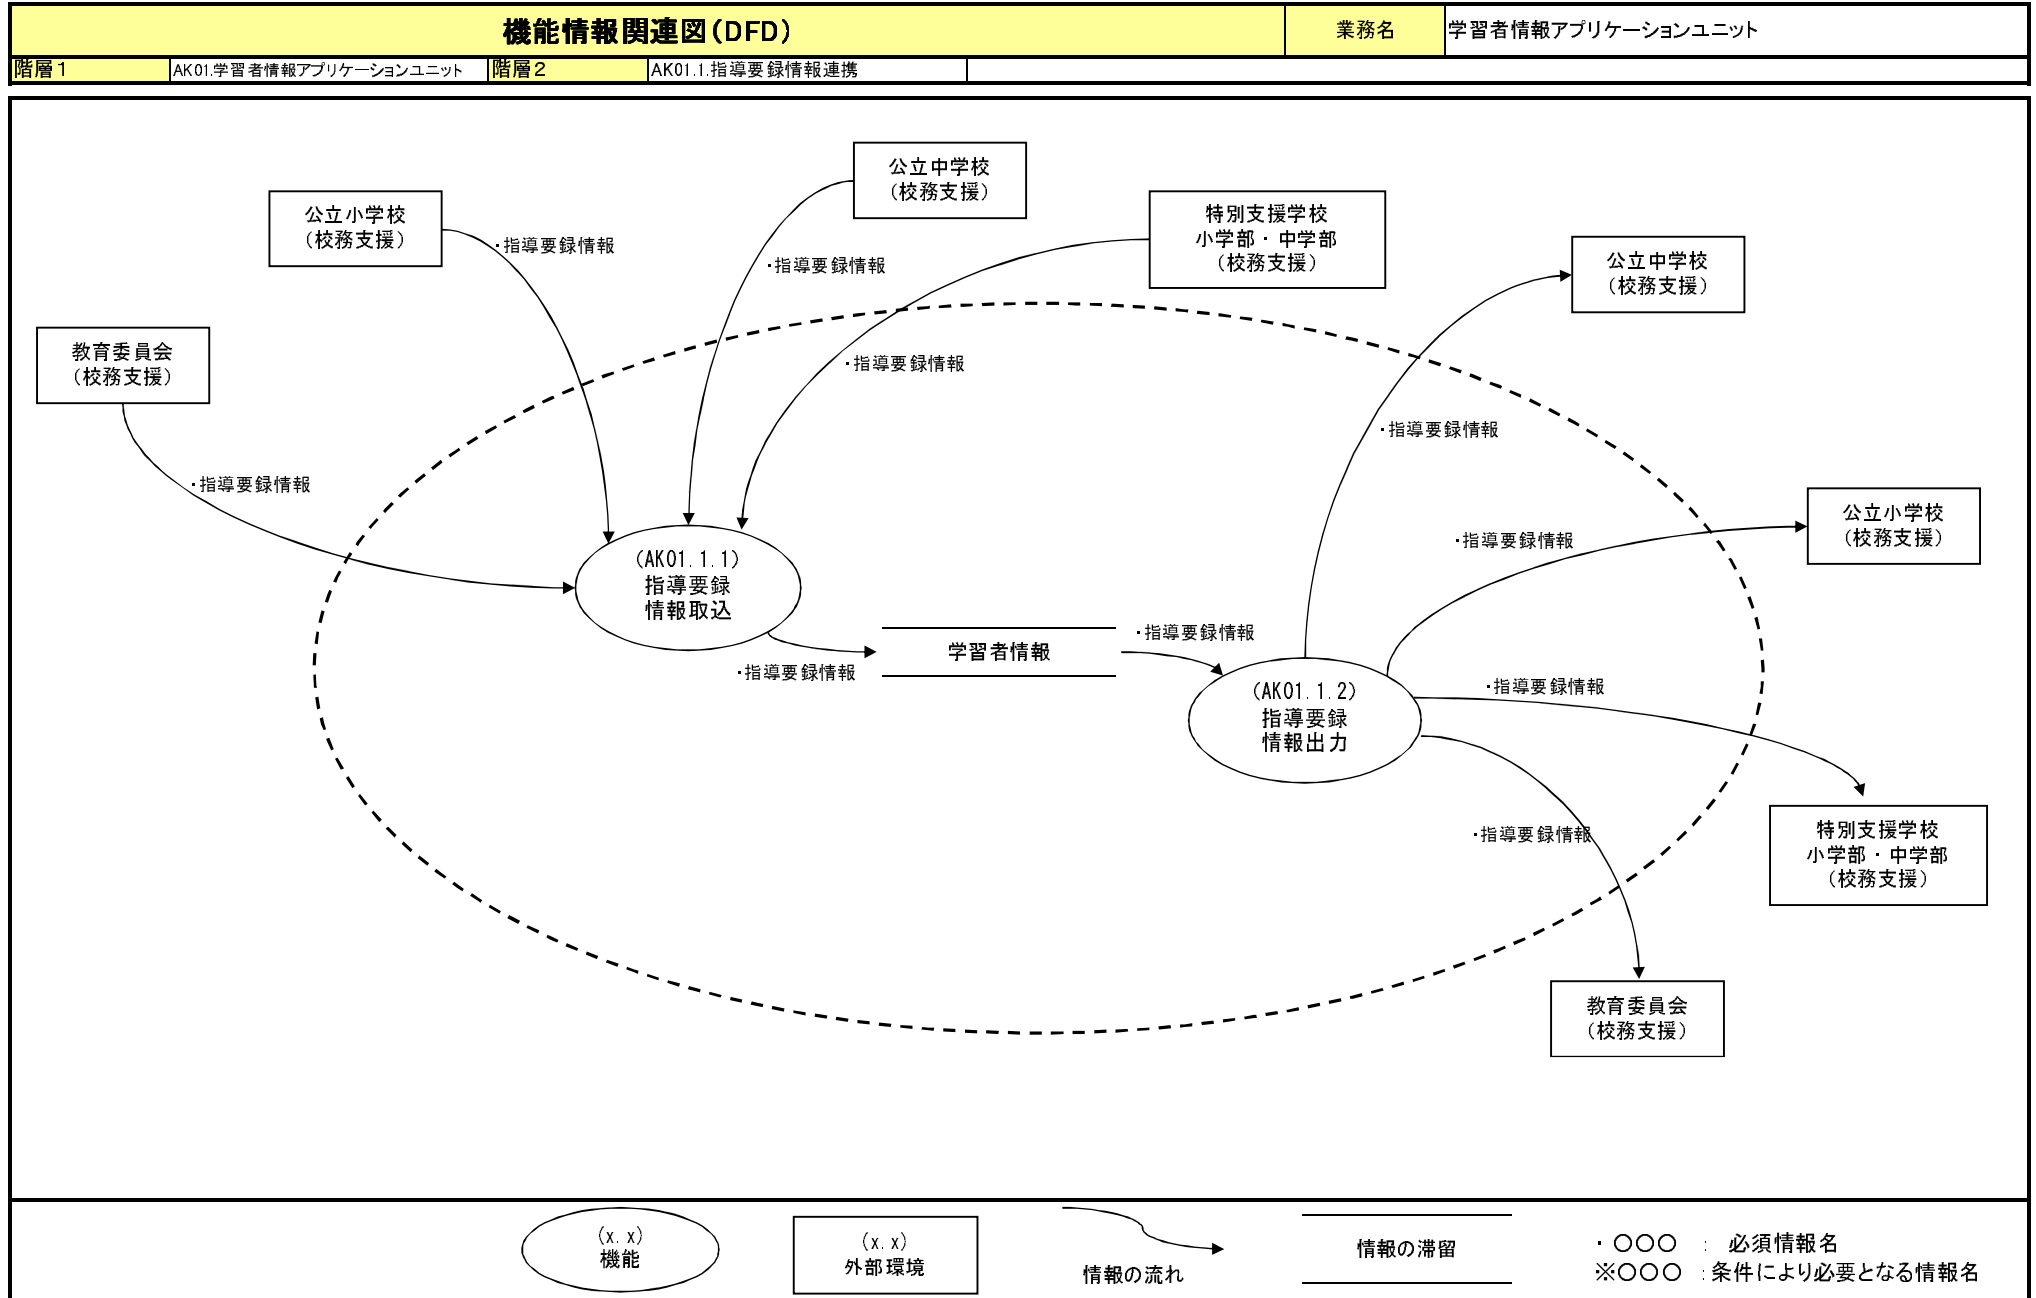 機能情報関連図(DFD)
業務名
学習者情報アプリケーションユニット
階層1
AK01.学習者情報アプリケーションユニット
階層2
AK01.1.指導要録情報連携
公立中学校
(校務支援)
公立小学校
(校務支援)
特別支援学校
小学部・中学部
(校務支援)
・指導要録情報
・指導要録情報
公立中学校
(校務支援)
教育委員会
(校務支援)
・指導要録情報
・指導要録情報
・指導要録情報
公立小学校
(校務支援)
・指導要録情報
(AK01.1.1)
指導要録
情報取込
・指導要録情報
学習者情報
・指導要録情報
(AK01.1.2)
指導要録
情報出力
・指導要録情報
・指導要録情報
特別支援学校
小学部・中学部
(校務支援)
教育委員会
(校務支援)
(x.x)
機能
(x.x)
外部環境
情報の流れ
情報の滞留
・○○○ : 必須情報名
※○○○ :条件により必要となる情報名